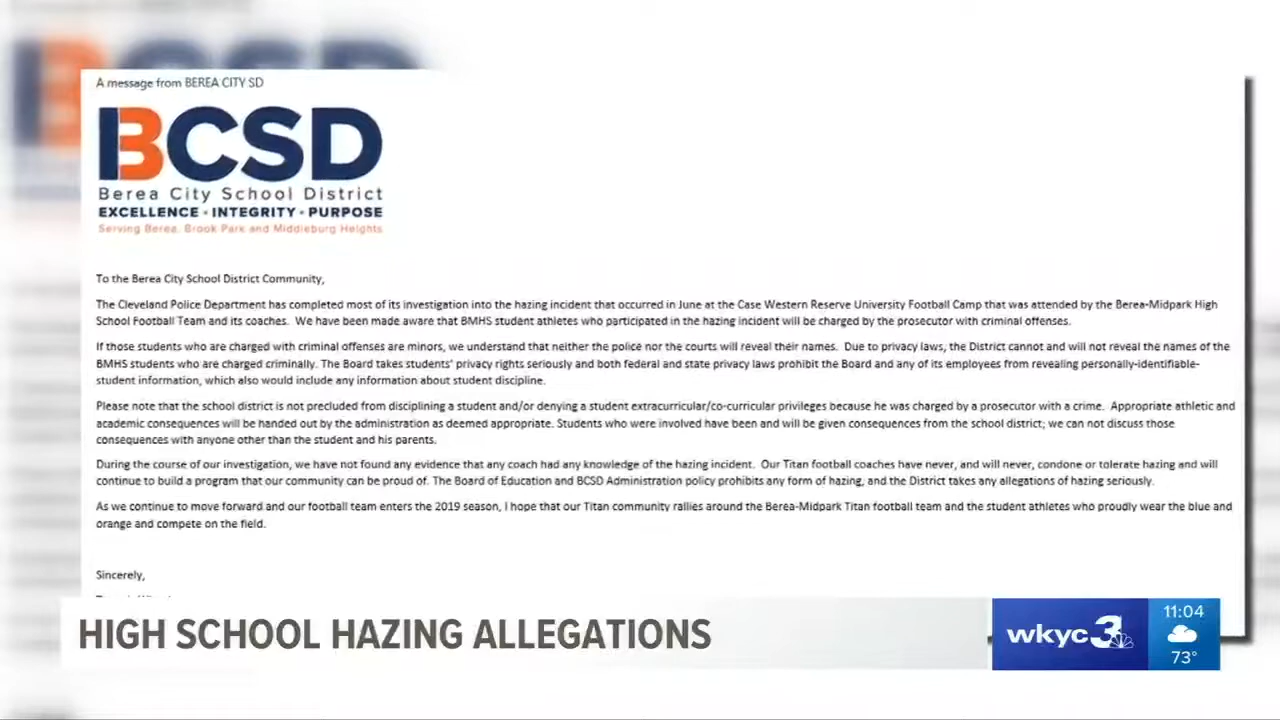 A message from BEREA CITY SD
BCSD
Berea City School District
EXCELLENCE • INTEGRITY • PURPOSE
Serving Berea, Brook Park and Middleburg Heights
To the Berea City School District Community,
The Cleveland Police Department has completed most of its investigation into the hazing incident that occurred in June at the Case Western Reserve University Football Camp that was attended by the Berea-Midpark High
School Football Team and its coaches. We have been made aware that BMHS student athletes who participated in the hazing incident will be charged by the prosecutor with criminal offenses.
If those students who are charged with criminal offenses are minors, we understand that neither the police nor the courts will reveal their names. Due to privacy laws, the District cannot and will not reveal the names of the
BMHS students who are charged criminally. The Board takes students' privacy rights seriously and both federal and state privacy laws prohibit the Board and any of its employees from revealing personally-identifiable-
student information, which also would include any information about student discipline.
Please note that the school district is not precluded from disciplining a student and/or denying a student extracurricular/co-curricular privileges because he was charged by a prosecutor with a crime. Appropriate athletic and
academic consequences will be handed out by the administration as deemed appropriate. Students who were involved have been and will be given consequences from the school district; we can not discuss those
consequences with anyone other than the student and his parents.
During the course of our investigation, we have not found any evidence that any coach had any knowledge of the hazing incident. Our Titan football coaches have never, and will never, condone or tolerate hazing and will
continue to build a program that our community can be proud of. The Board of Education and BCSD Administration policy prohibits any form of hazing, and the District takes any allegations of hazing seriously.
As we continue to move forward and our football team enters the 2019 season, I hope that our Titan community rallies around the Berea-Midpark Titan football team and the student athletes who proudly wear the blue and
orange and compete on the field.
Sincerely,
HIGH SCHOOL HAZING ALLEGATIONS
wkyc 3
11:04
73°